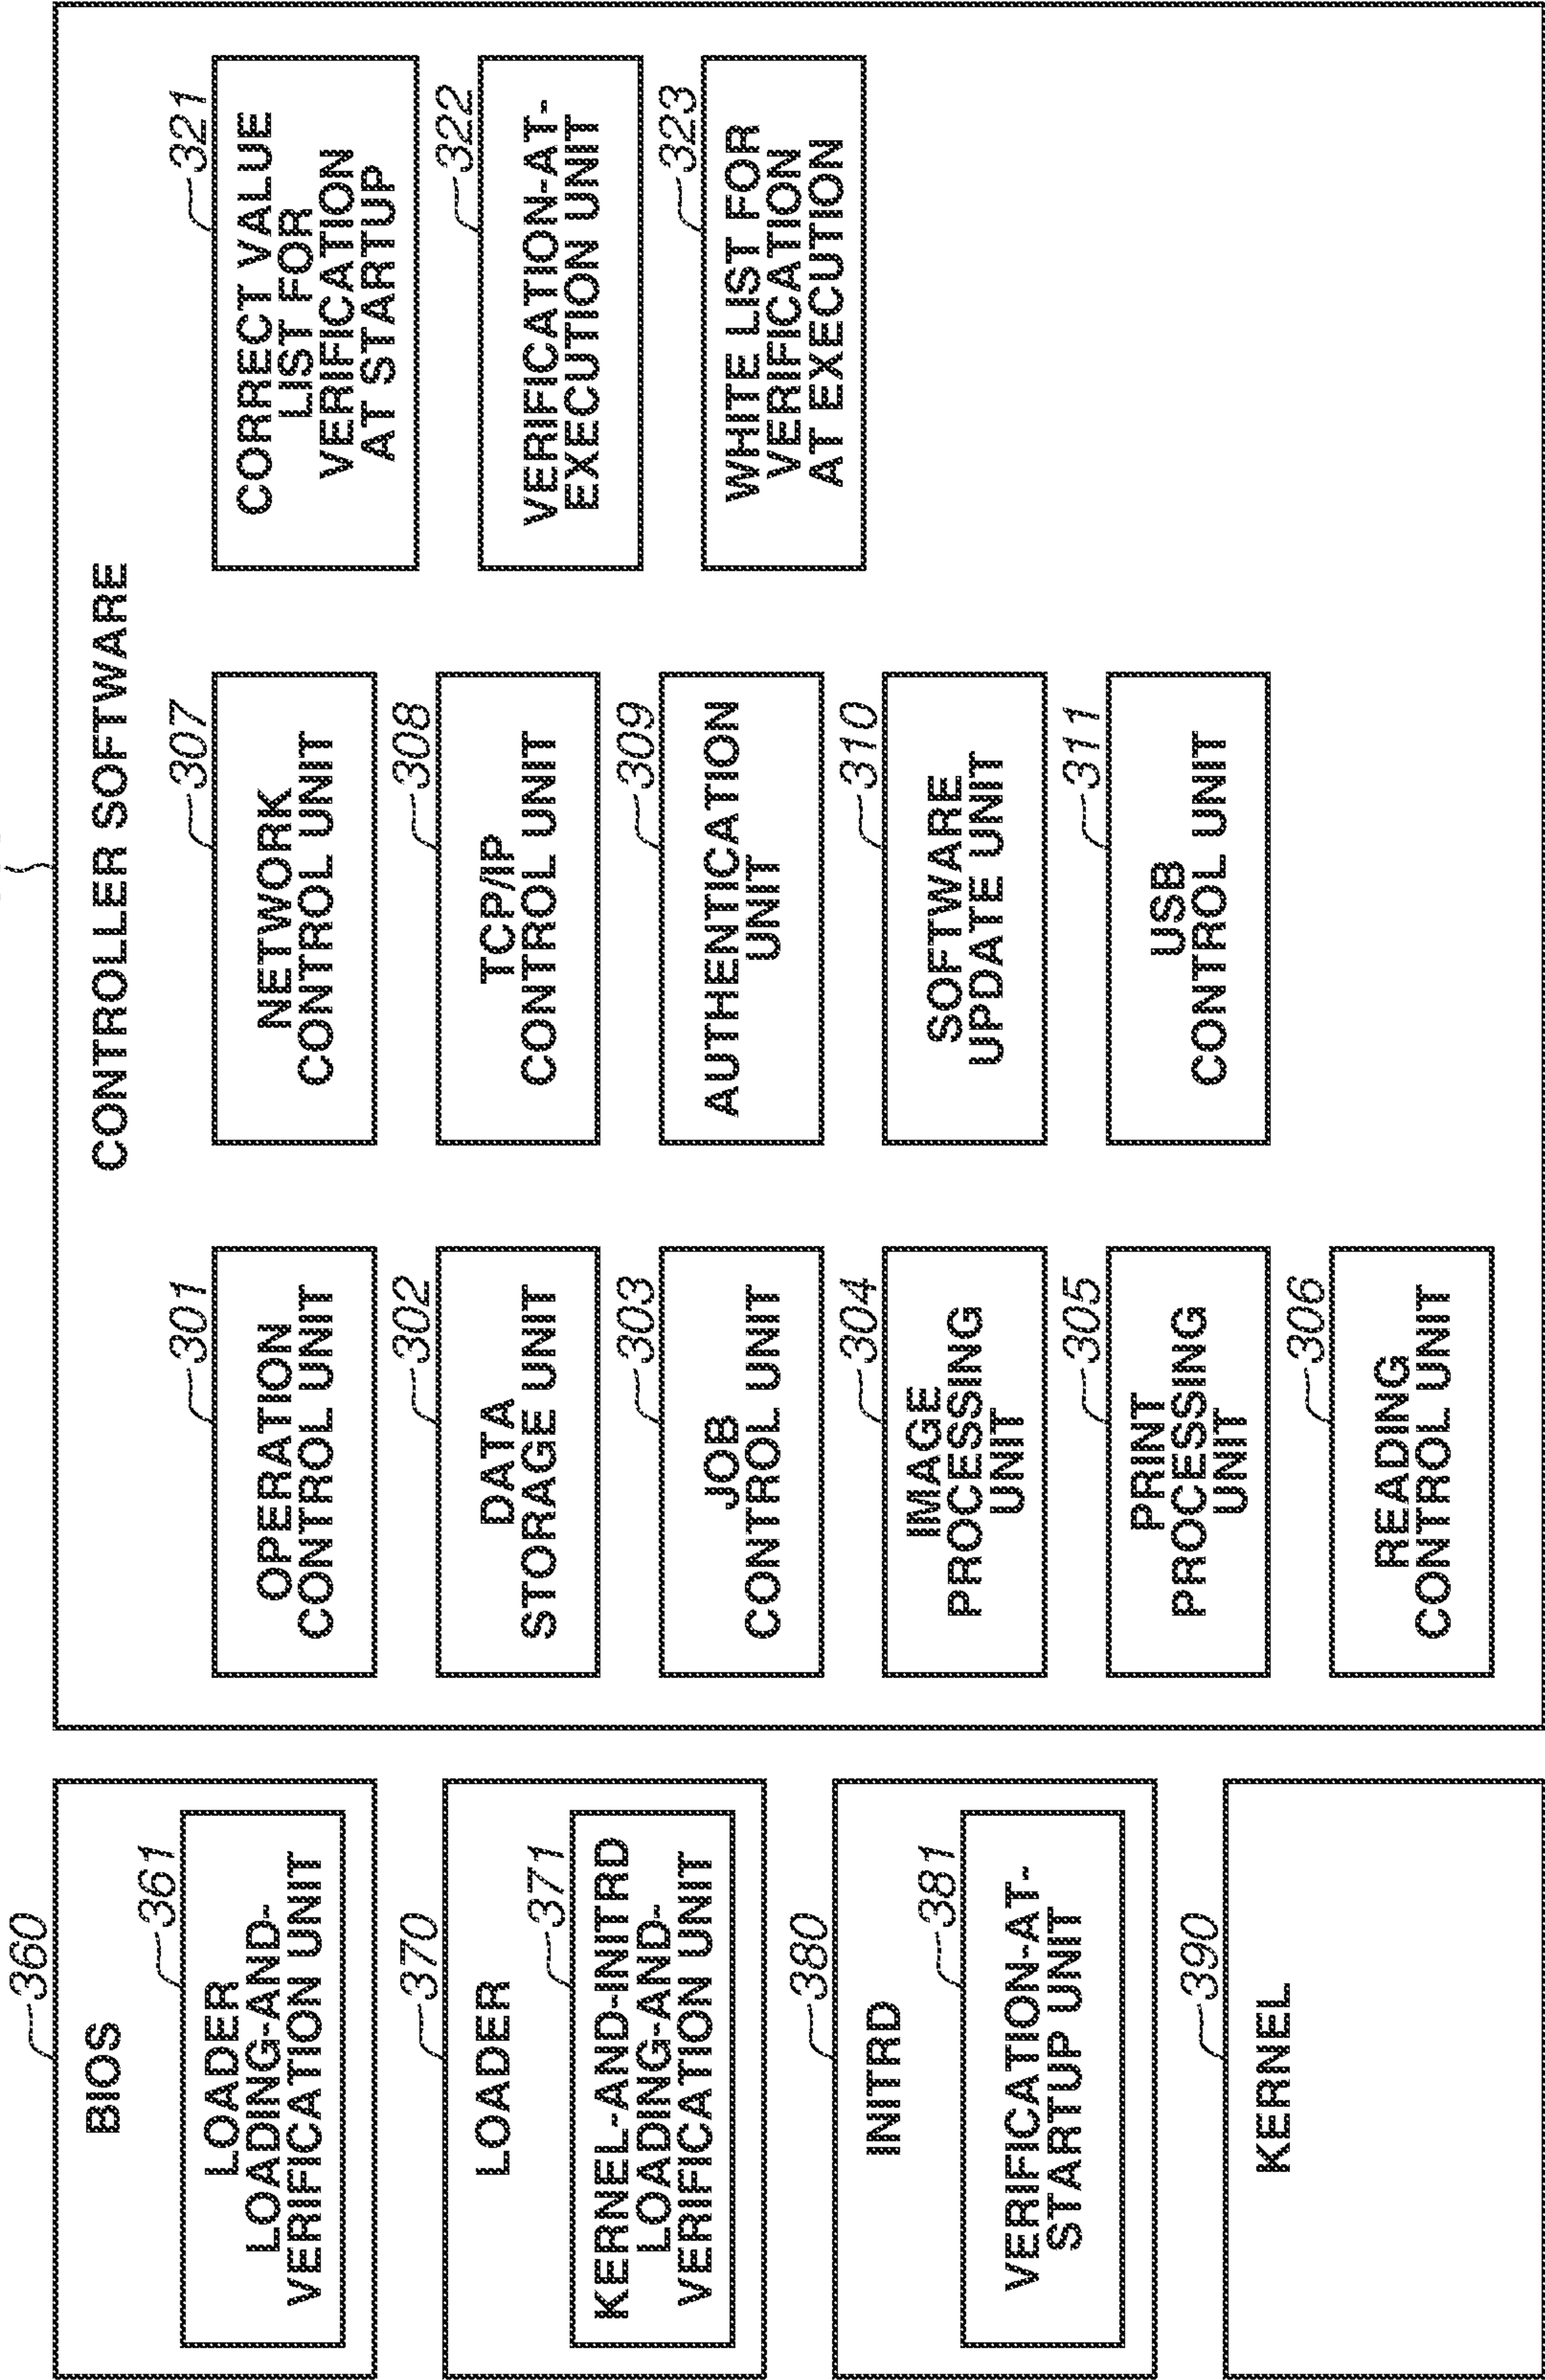 360
BIOS
361
LOADER
LOADING-AND-
VERIFICATION UNIT
370
LOADER
371
KERNEL-AND-INITRD
LOADING-AND-
VERIFICATION UNIT
380
INITRD
381
VERIFICATION-AT-
STARTUP UNIT
390
KERNEL
CONTROLLER SOFTWARE
301
OPERATION
CONTROL UNIT
302
DATA
STORAGE UNIT
303
JOB
CONTROL UNIT
304
IMAGE
PROCESSING
UNIT
305
PRINT
PROCESSING
UNIT
306
READING
CONTROL UNIT
307
NETWORK
CONTROL UNIT
308
TCP/IP
CONTROL UNIT
309
AUTHENTICATION
UNIT
310
SOFTWARE
UPDATE UNIT
311
USB
CONTROL UNIT
321
CORRECT VALUE
LIST FOR
VERIFICATION
AT STARTUP
322
VERIFICATION-AT-
EXECUTION UNIT
323
WHITE LIST FOR
VERIFICATION
AT EXECUTION